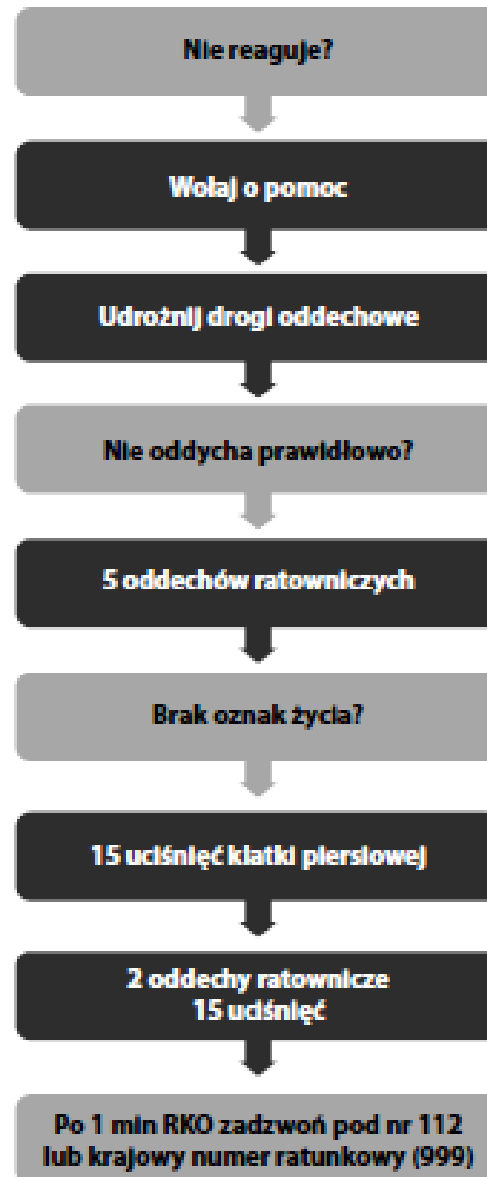 Nie reaguje?
Wołaj o pomoc
Udrożnij drogi oddechowe
Nie oddycha prawidłowo?
5 oddechów ratowniczych
Brak oznak życia?
15 uciśnięć klatki piersiowej
2 oddechy ratownicze
15 uciśnięć
Po 1 min RKO zadzwoń pod nr 112
lub krajowy numer ratunkowy (999)